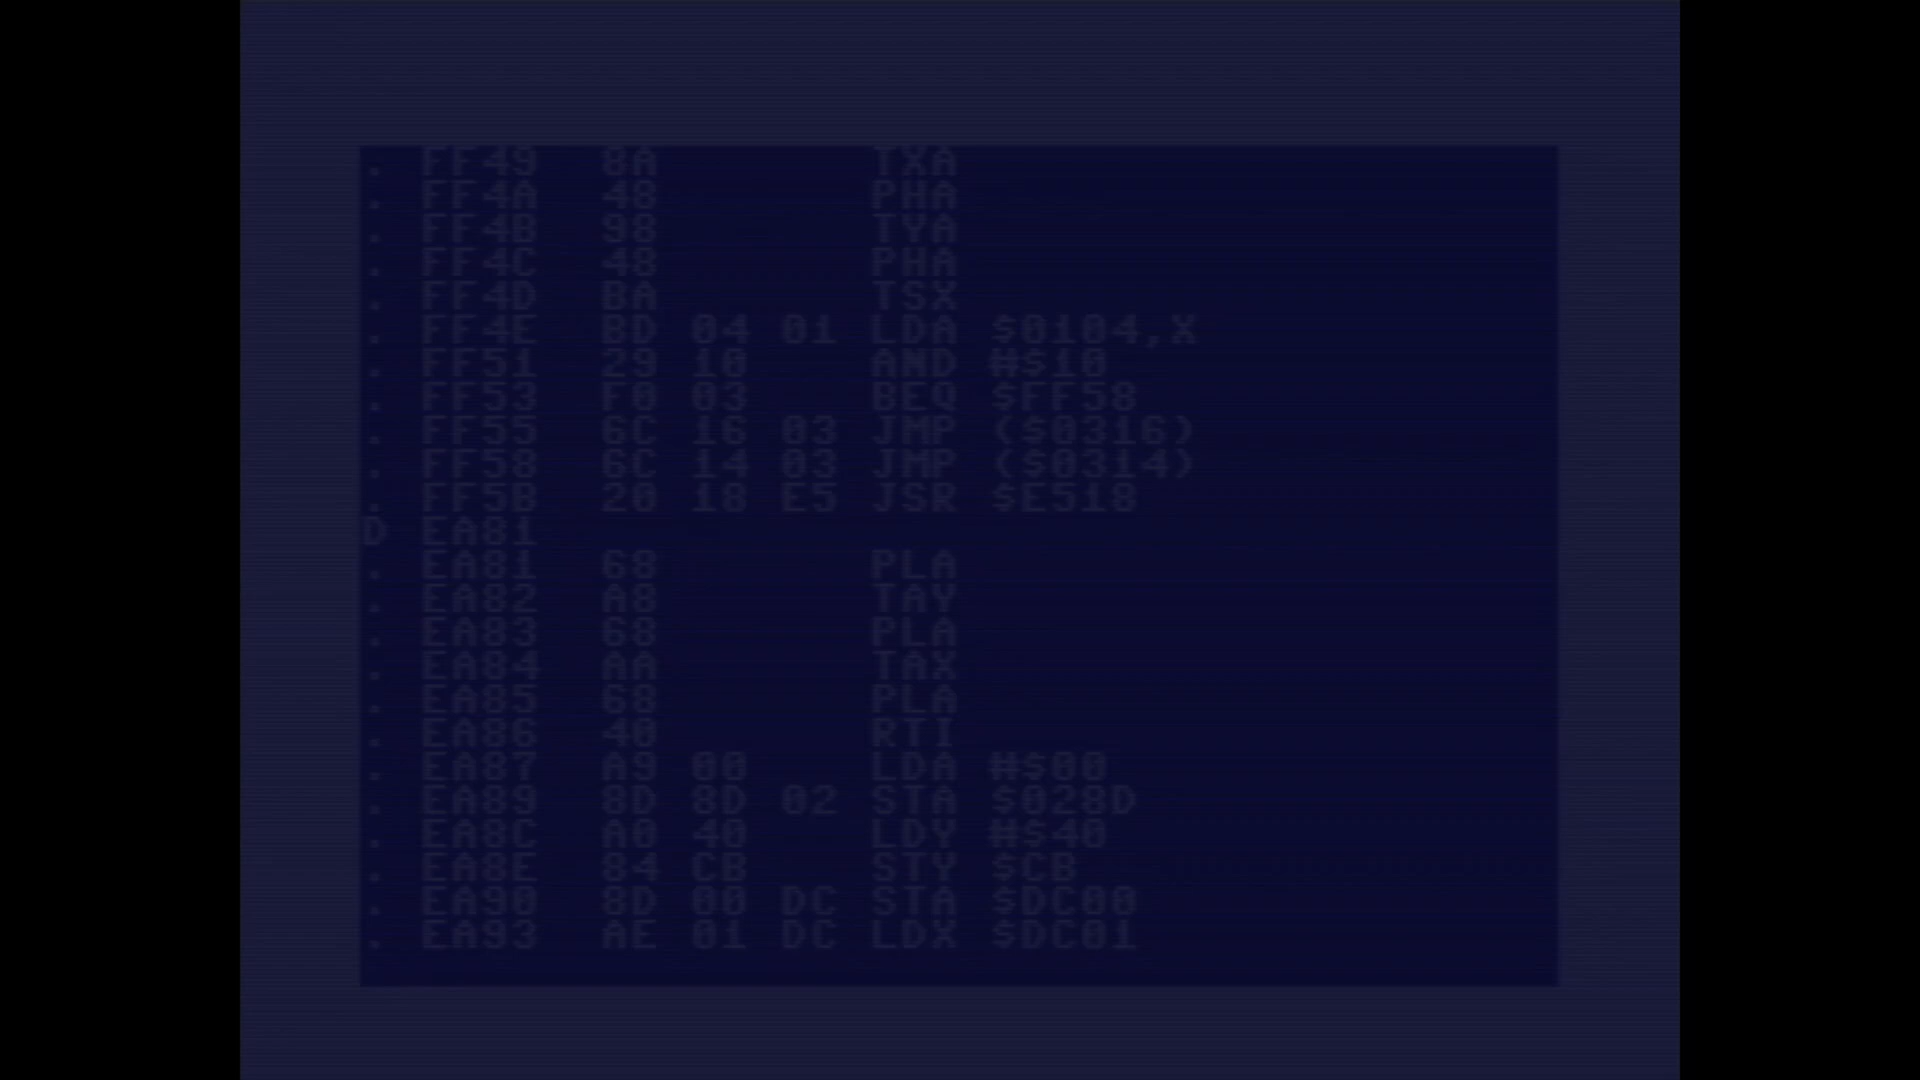 . FF49 8A TXA
. FF4A 48 PHA
. FF4B 98 TYA
. FF4C 48 PHA
. FF4D BA TSX
. FF4E BD 04 01 LDA $0104,X
. FF51 29 10 AND #$10
. FF53 F0 03 BEQ $FF58
. FF55 6C 16 03 JMP ($0316)
. FF58 6C 14 03 JMP ($0314)
. FF5B 20 18 E5 JSR $E518
D EA81
. EA81 68 PLA
. EA82 A8 TAY
. EA83 68 PLA
. EA84 AA TAX
. EA85 68 PLA
. EA86 40 RTI
. EA87 A9 00 LDA #$00
. EA89 8D 8D 02 STA $028D
. EA8C A0 40 LDY #$40
. EA8E 84 CB STY $CB
. EA90 8D 00 DC STA $DC00
. EA93 AE 01 DC LDX $DC01